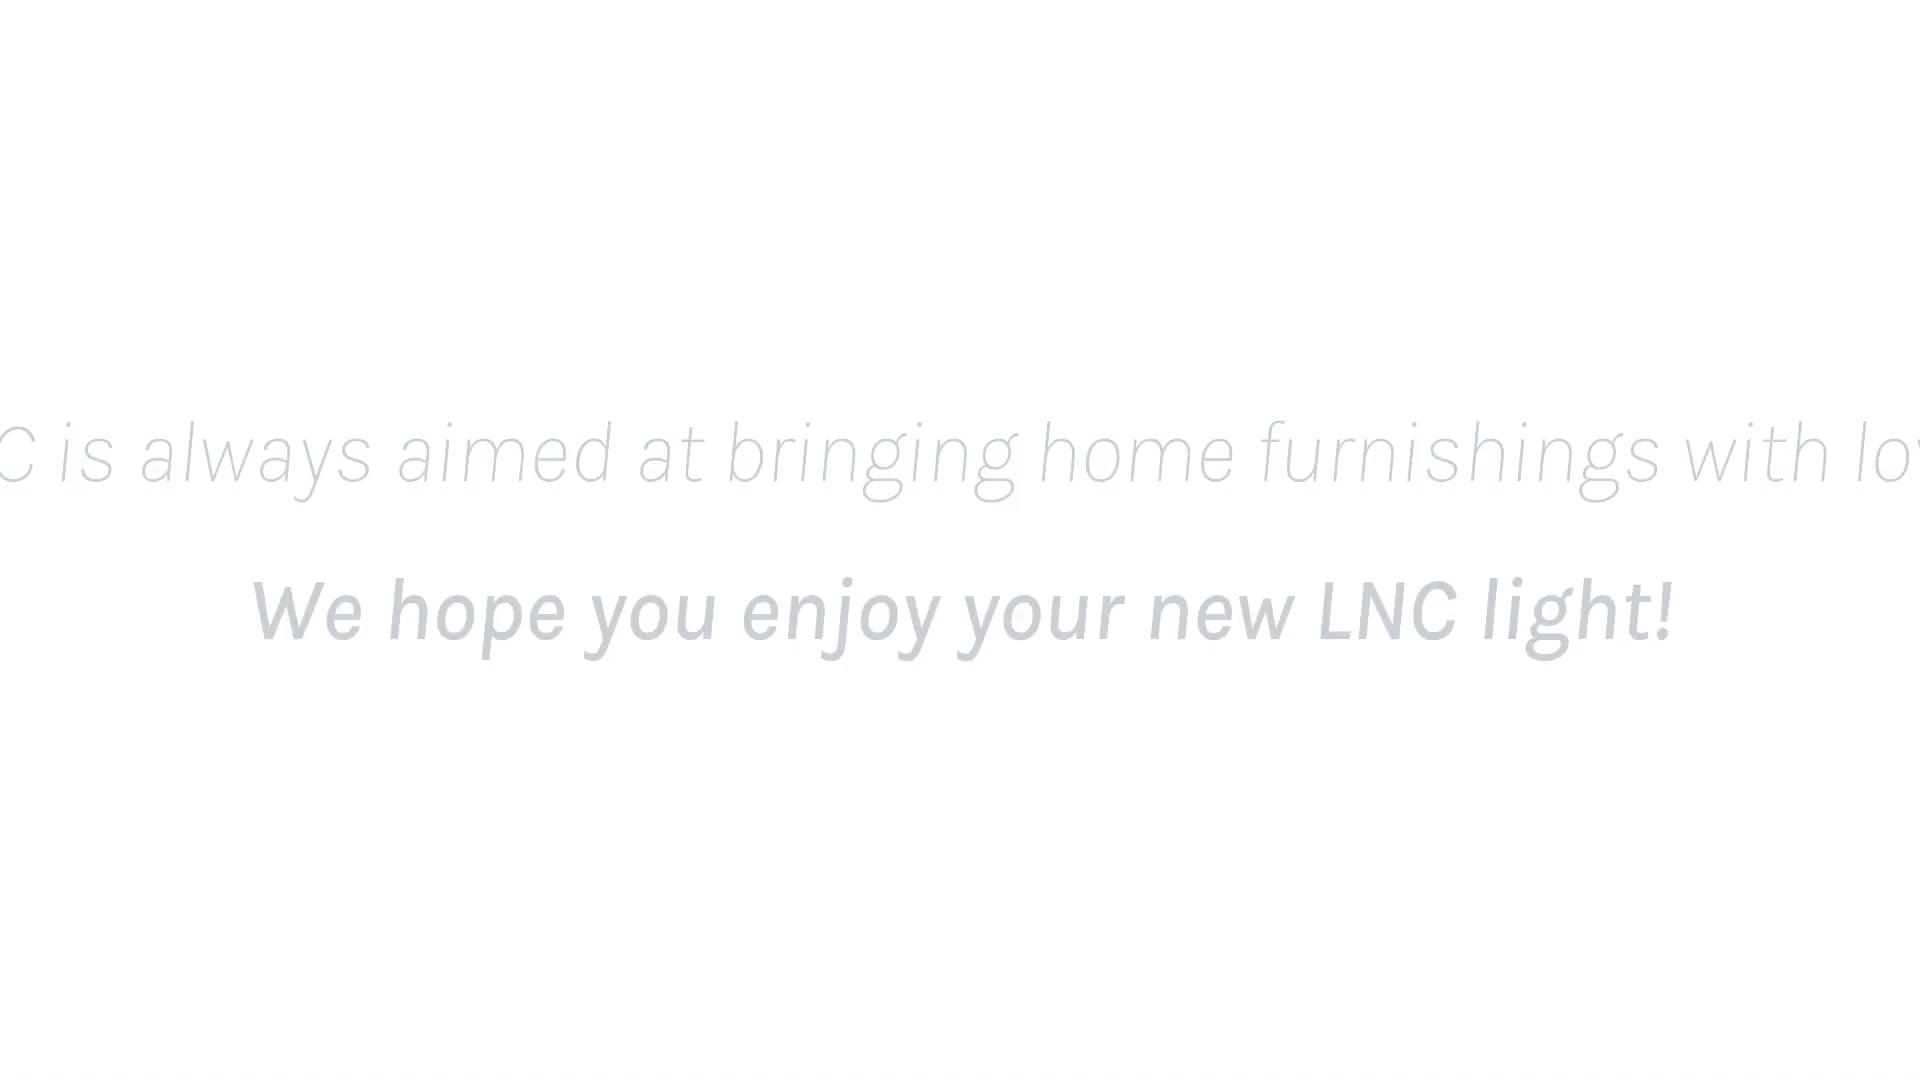 C is always aimed at bringing home furnishings with lo
We hope you enjoy your new LNC light!